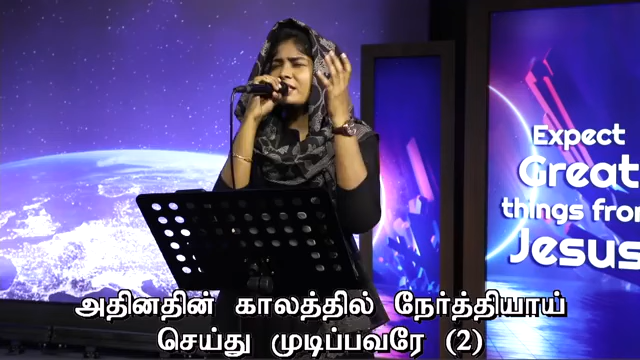 Expect
Great
things from
Jesus
அதினதின் காலத்தில் நேர்த்தியாய்
செய்து முடிப்பவரே (2)